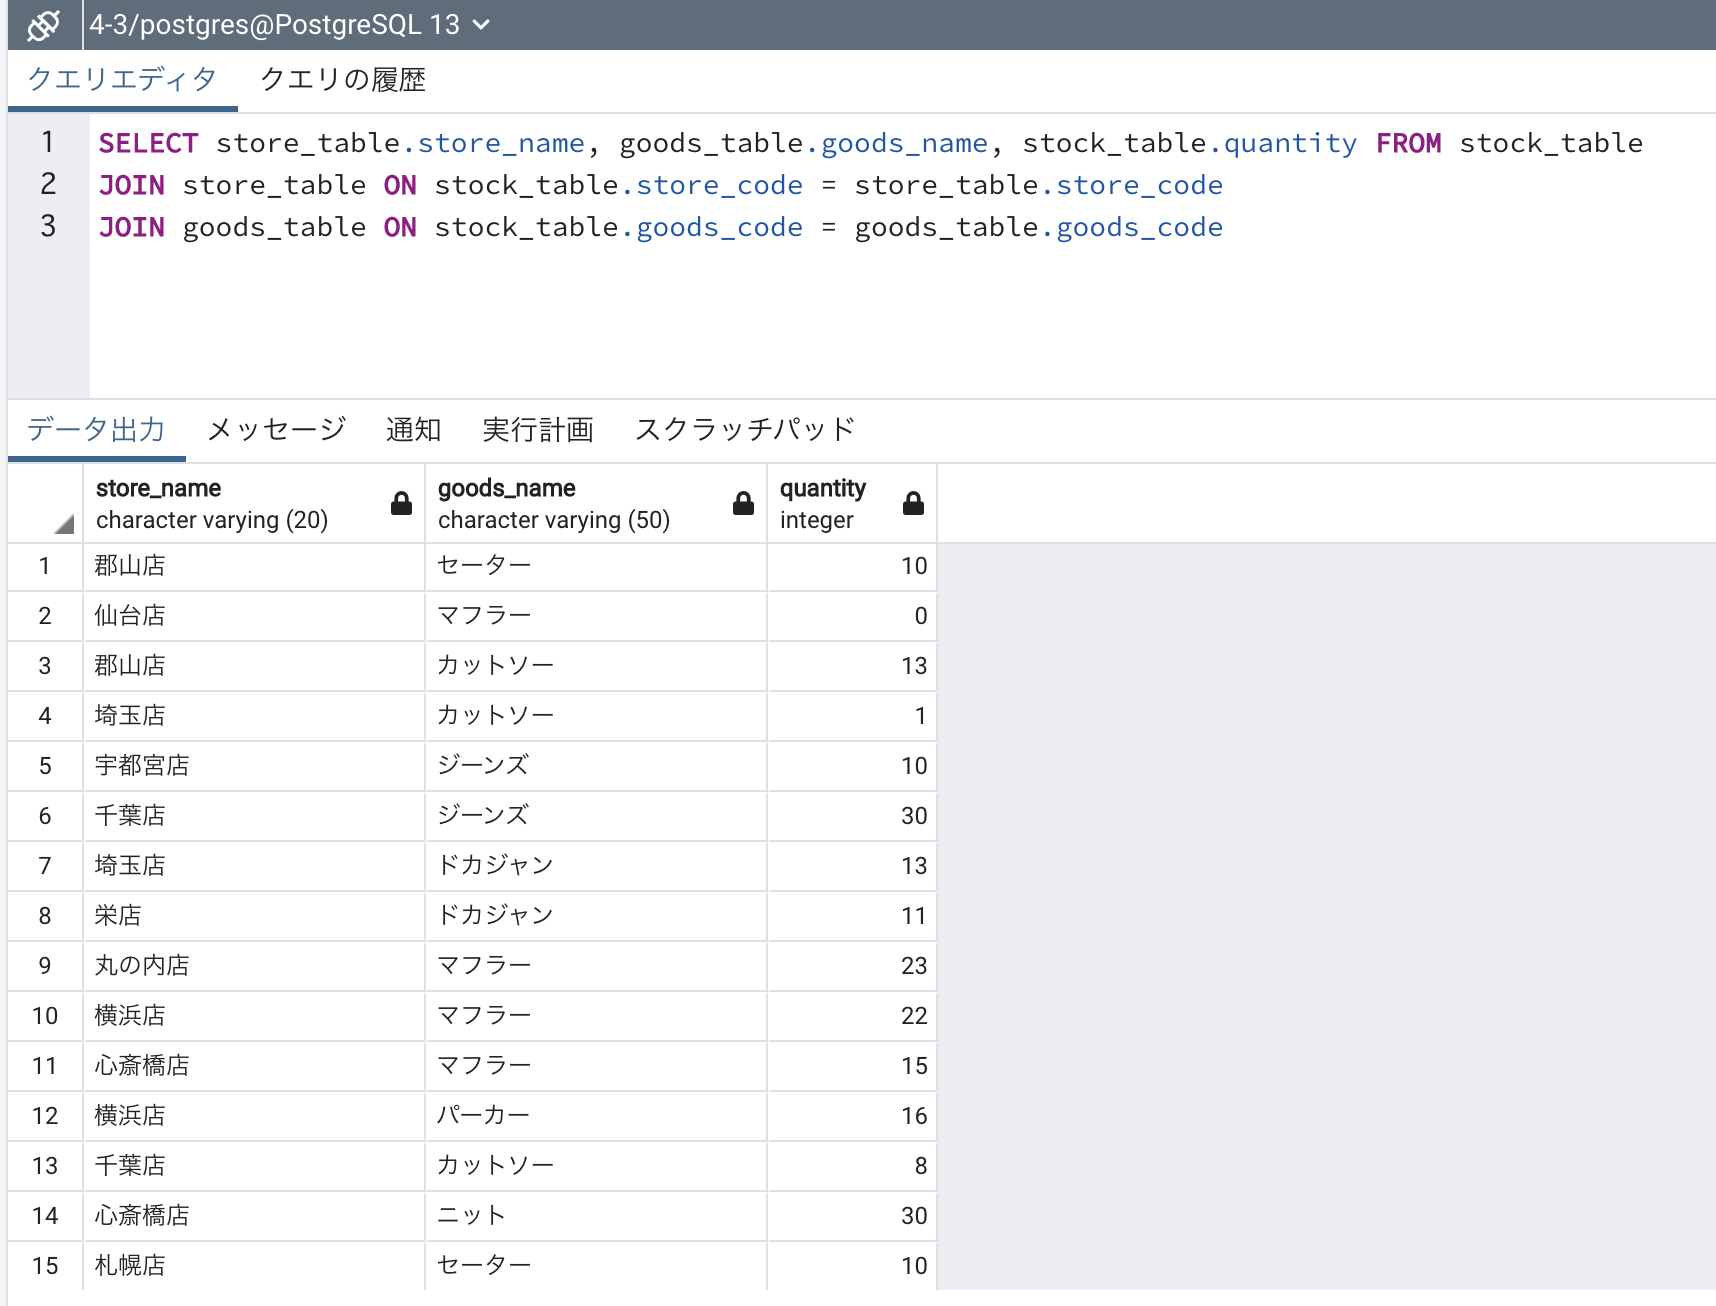 4-3/postgres@PostgreSQL 13
クエリエディタ クエリの履歴
1 SELECT store_table.store_name, goods_table.goods_name, stock_table.quantity FROM stock_table
2 JOIN store_table ON stock_table.store_code = store_table.store_code
3 JOIN goods_table ON stock_table.goods_code = goods_table.goods_code
データ出力 メッセージ 通知 実行計画 スクラッチパッド
store_name goods_name quantity
character varying (20) character varying (50) integer
1 郡山店 セーター 10
2 仙台店 マフラー 0
3 郡山店 カットソー 13
4 埼玉店 カットソー 1
5 宇都宮店 ジーンズ 10
6 千葉店 ジーンズ 30
7 埼玉店 ドカジャン 13
8 栄店 ドカジャン 11
9 丸の内店 マフラー 23
10 横浜店 マフラー 22
11 心斎橋店 マフラー 15
12 横浜店 パーカー 16
13 千葉店 カットソー 8
14 心斎橋店 ニット 30
15 札幌店 セーター 10